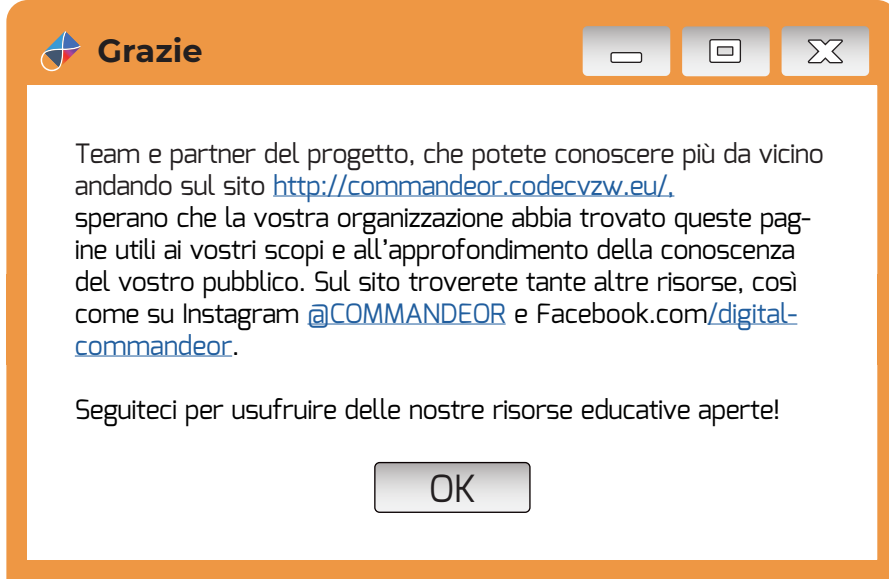 Grazie
Team e partner del progetto, che potete conoscere più da vicino
andando sul sito http://commandeor.codecvzw.eu/,
sperano che la vostra organizzazione abbia trovato queste pag-
ine utili ai vostri scopi e all'approfondimento della conoscenza
del vostro pubblico. Sul sito troverete tante altre risorse, così
come su Instagram @COMMANDEOR e Facebook.com/digital-
commandeor.
Seguiteci per usufruire delle nostre risorse educative aperte!
OK